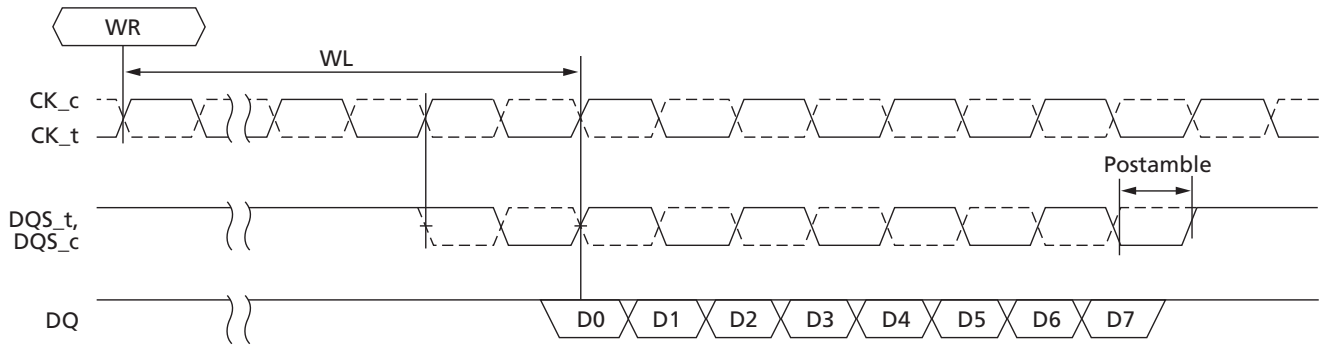 WR
WL
CK_c
CK_t
Postamble
DQS_t,
DQS_c
DQ D0 D1 D2 D3 D4 D5 D6 D7